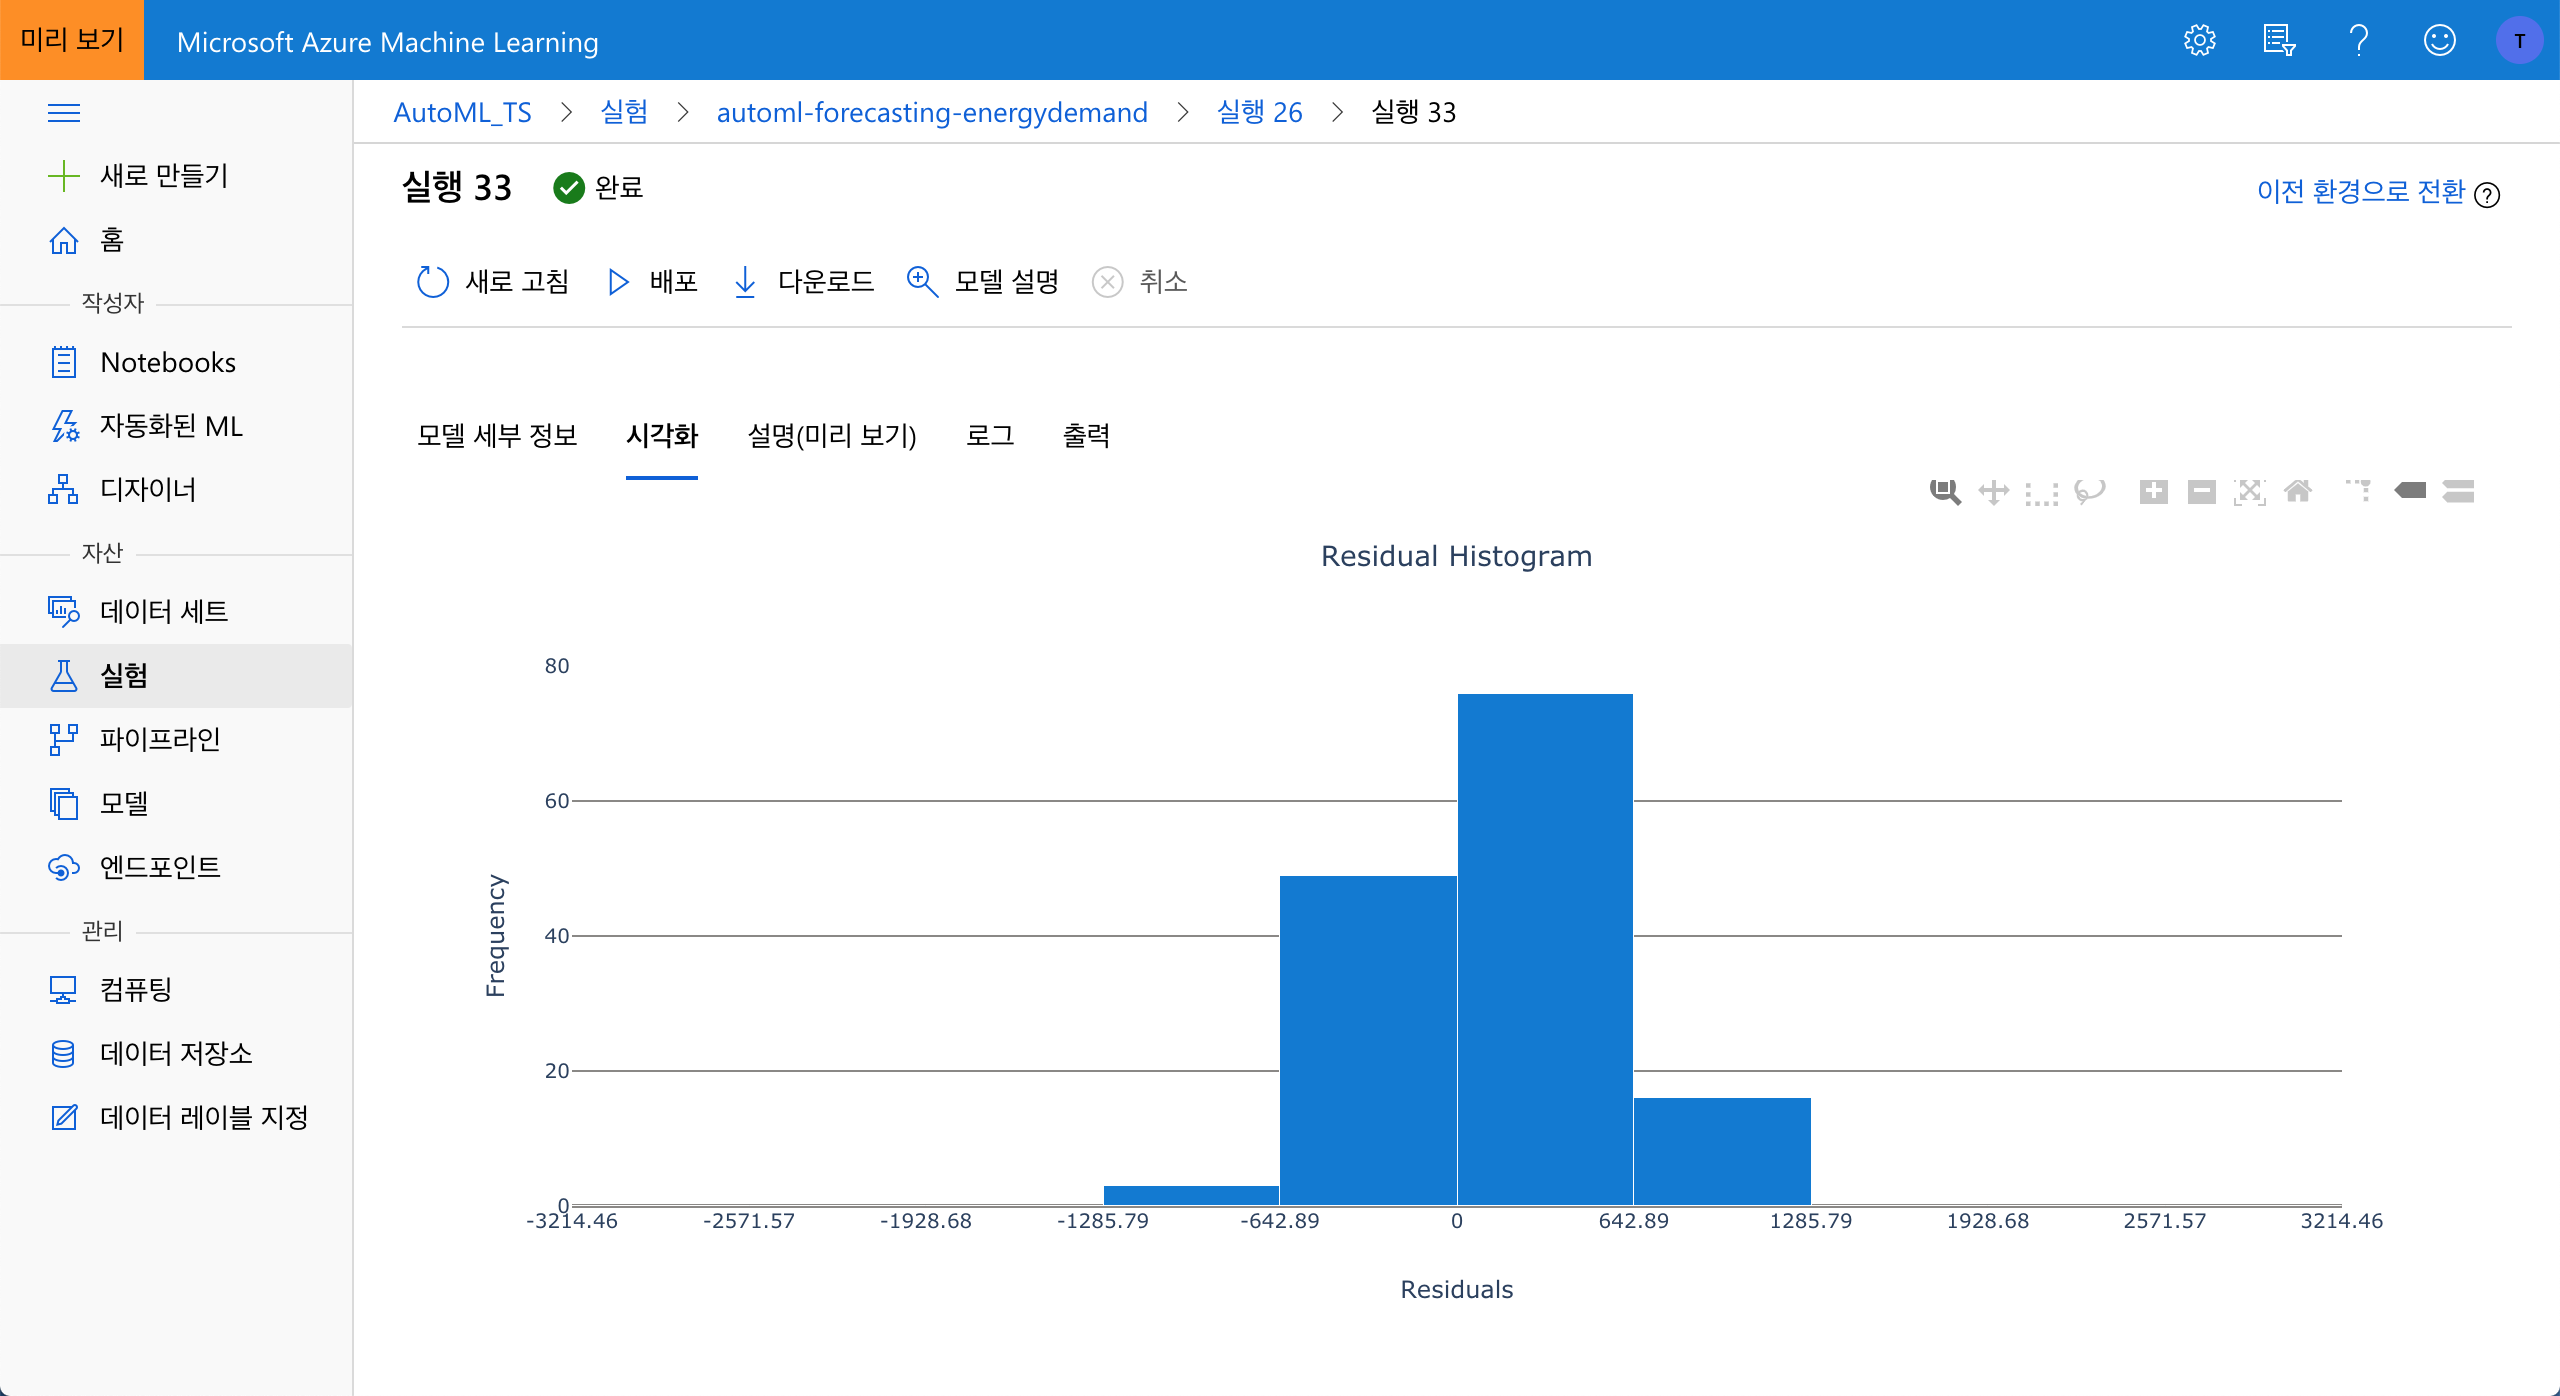 미리 보기
Microsoft Azure Machine Learning
T
AutoML_TS > 실험 > automl-forecasting-energydemand > 실행 26 > 실행 33
새로 만들기
홈
작성자
Notebooks
자동화된 ML
디자이너
자산
데이터 세트
실험
파이프라인
모델
엔드포인트
관리
컴퓨팅
데이터 저장소
데이터 레이블 지정
실행 33
완료
이전 환경으로 전환
새로 고침
배포
다운로드
모델 설명
취소
모델 세부 정보
시각화
설명(미리 보기)
로그
출력
Residual Histogram
80
60
40
20
0
Frequency
-3214.46
-2571.57
-1928.68
-1285.79
-642.89
0
642.89
1285.79
1928.68
2571.57
3214.46
Residuals